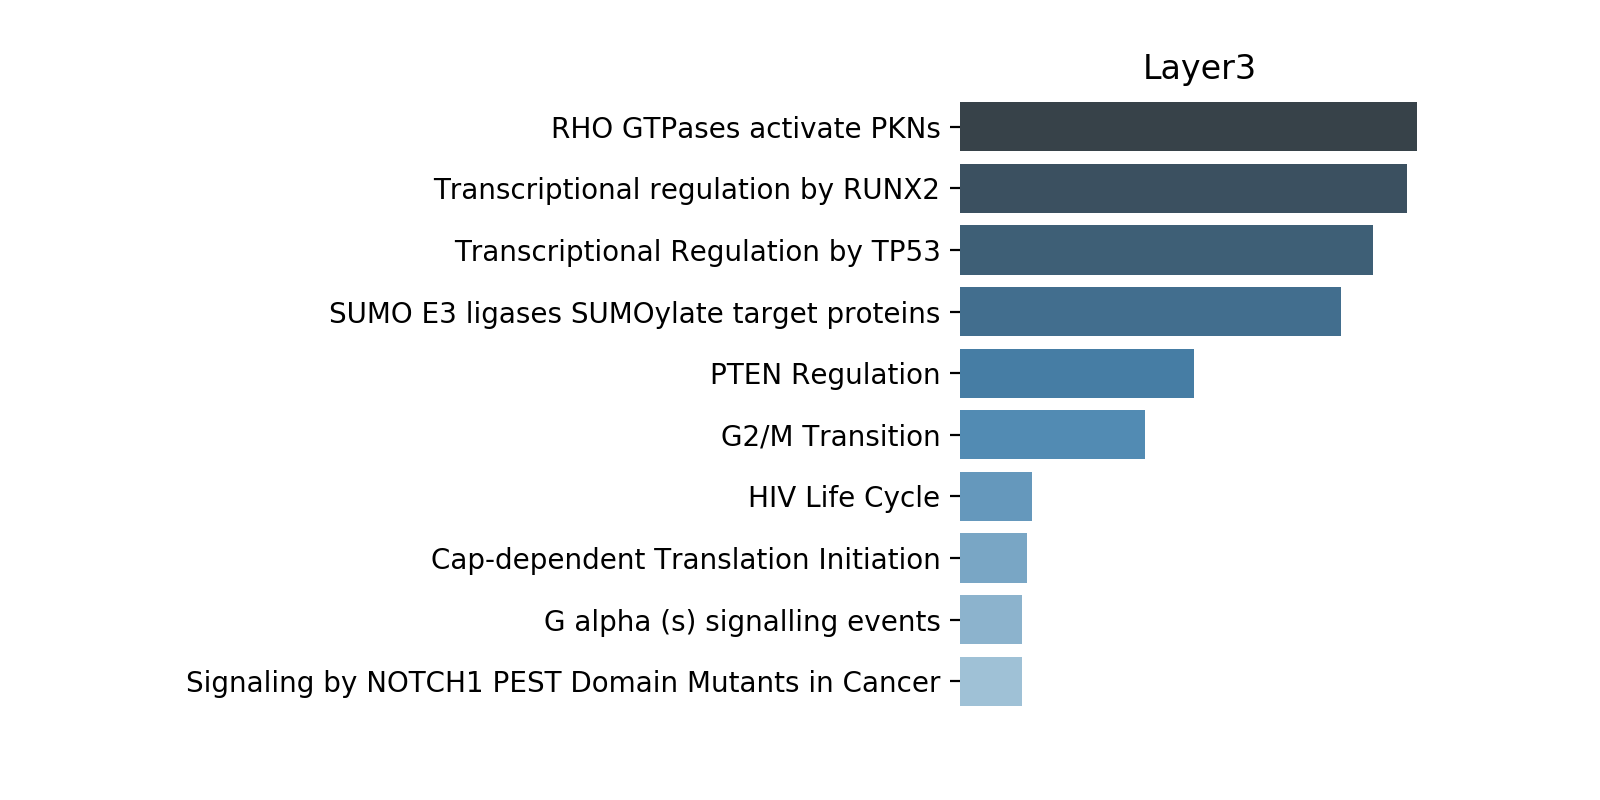 Layer3
RHO GTPases activate PKNs
Transcriptional regulation by RUNX2
Transcriptional Regulation by TP53
SUMO E3 ligases SUMOylate target proteins
PTEN Regulation
G2/M Transition
HIV Life Cycle
Cap-dependent Translation Initiation
G alpha (s) signalling events
Signaling by NOTCH1 PEST Domain Mutants in Cancer